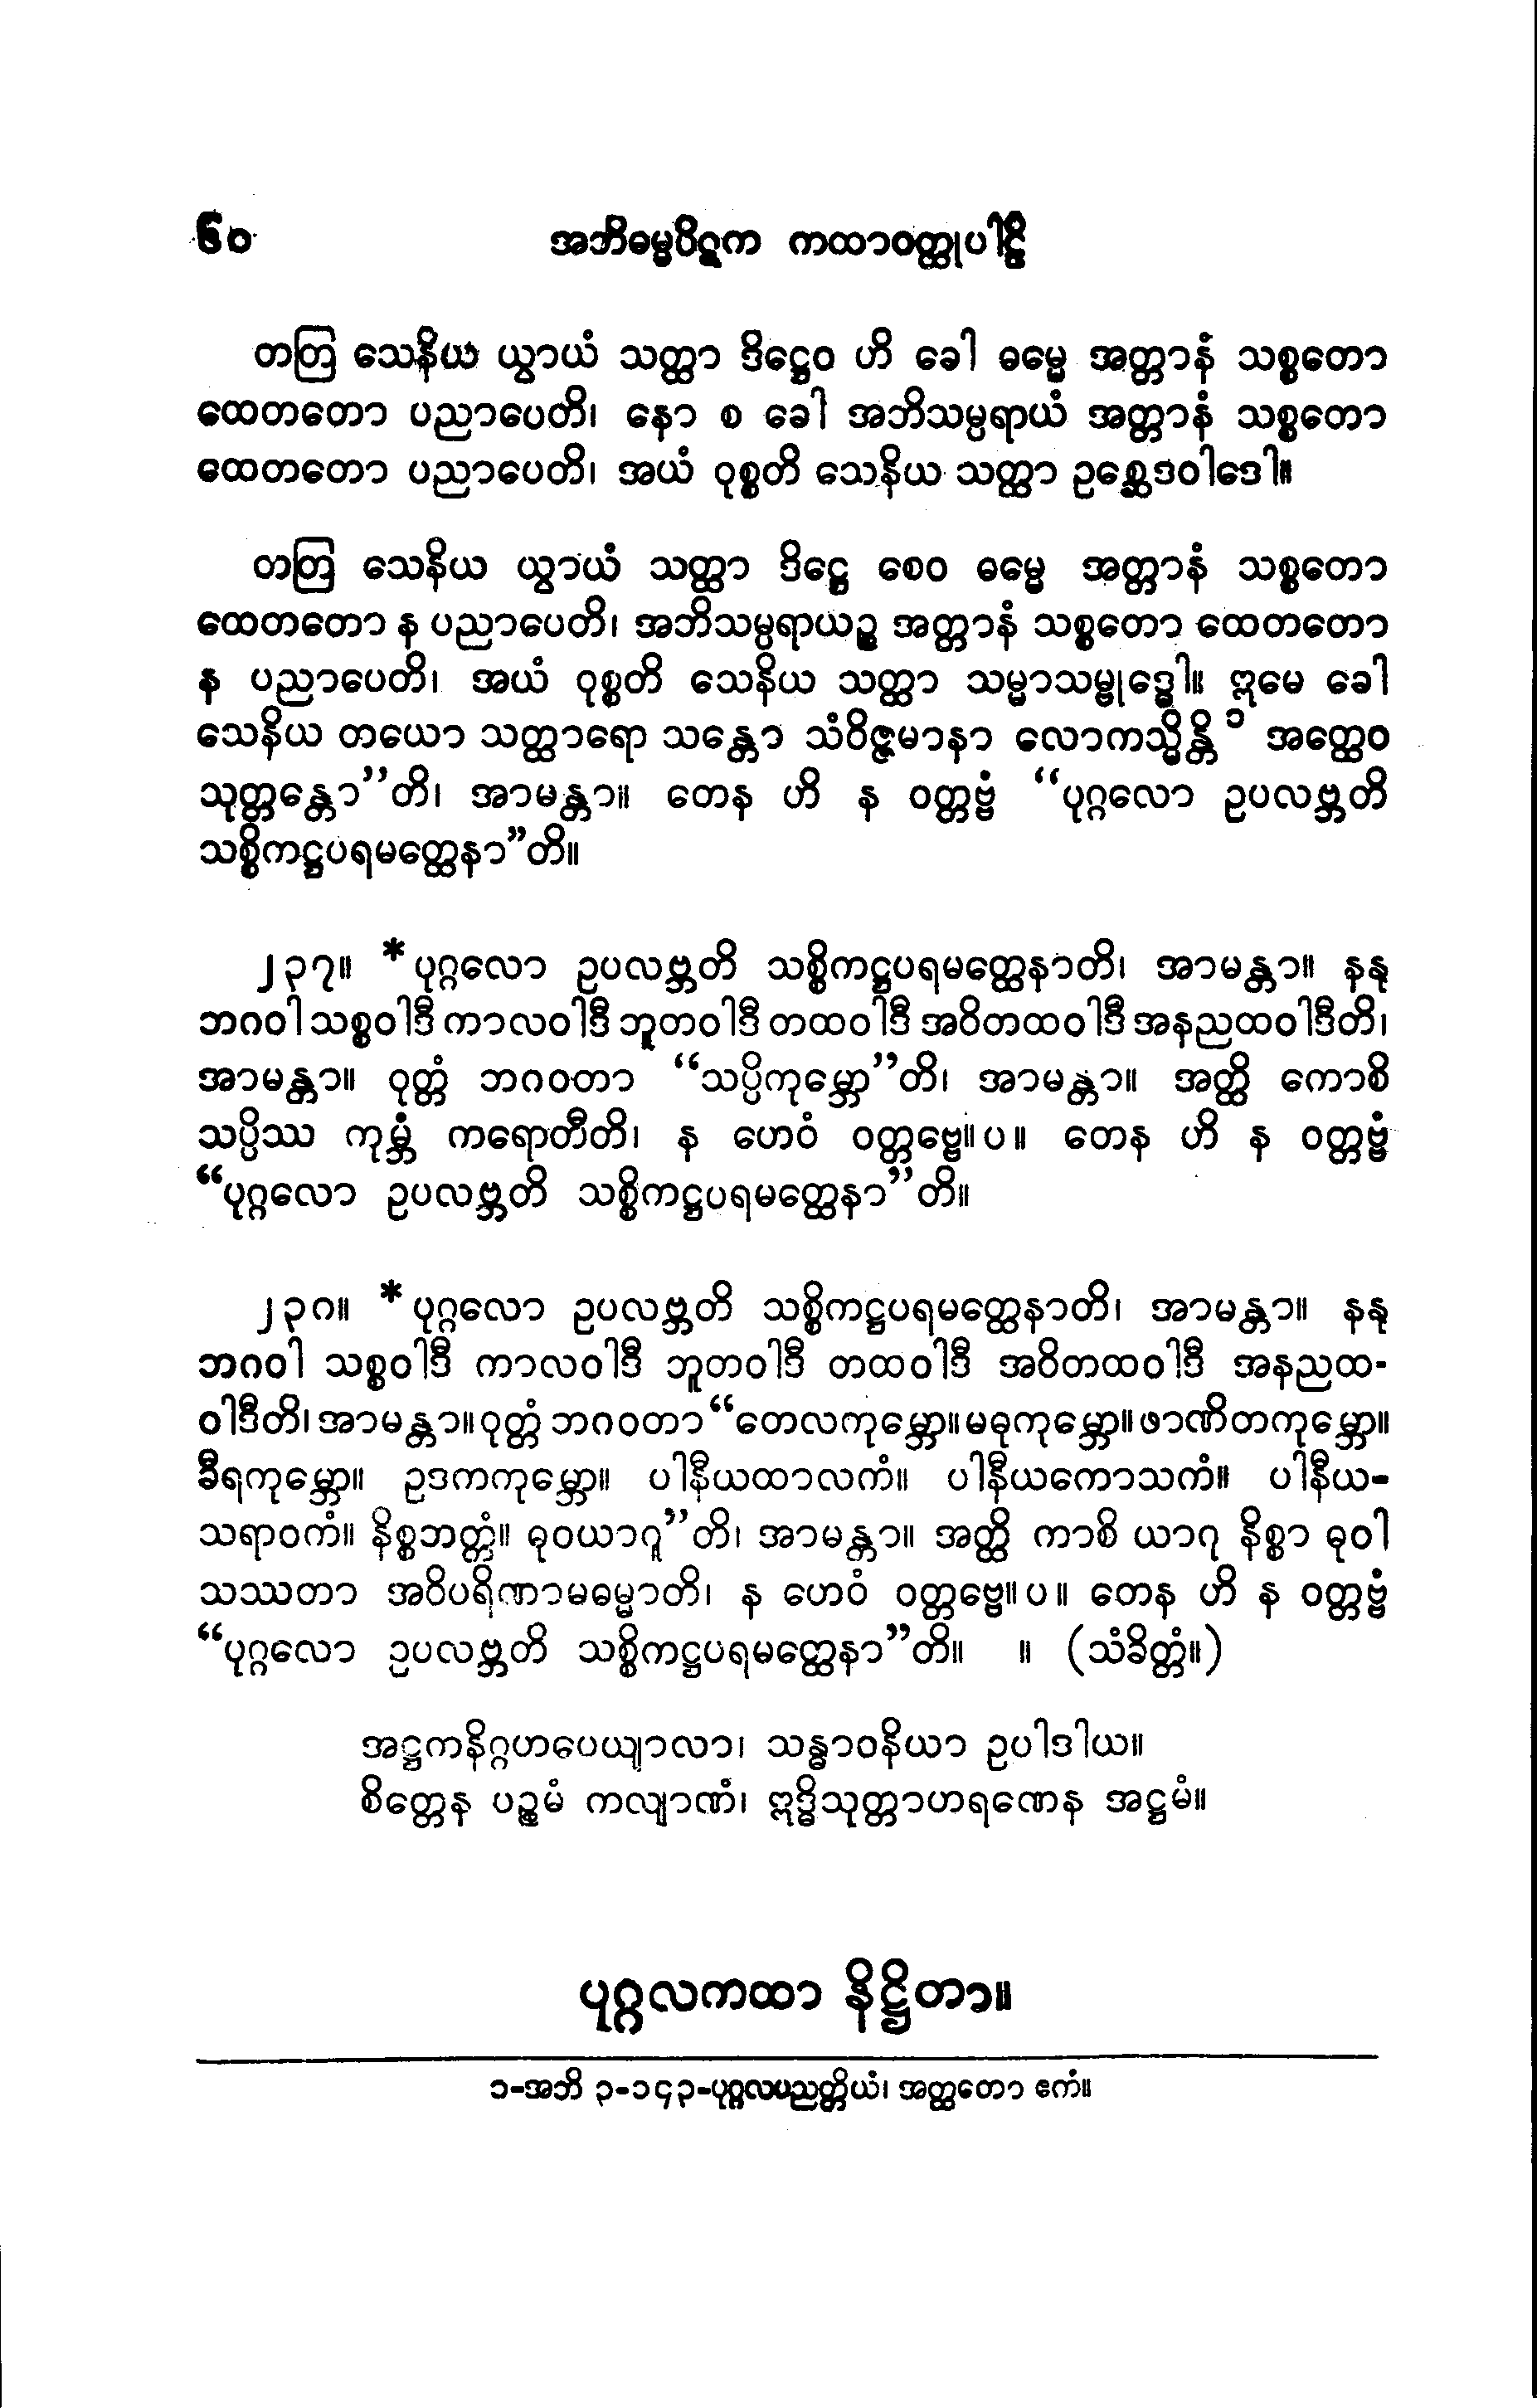 ၆၀ အဘိဓမ္မပိဋက ကထာဝတ္ထုပါဠိ
တတြ သေနိယ ယွာယံ သတ္ထာ ဒိဋ္ဌေဝ ဟိ ခေါ ဓမ္မေ အတ္တာနံ သစ္စတော
ထေတတော ပညာပေတိ၊ နော စ ခေါ အဘိသမ္ပရာယံ အတ္တာနံ သစ္စတော
ထေတတော ပညာပေတိ၊ အယံ ဝုစ္စတိ သေနိယ သတ္ထာ ဥစ္ဆေဒဝါဒေါ။
တတြ သေနိယ ယွာယံ သတ္ထာ ဒိဋ္ဌေ စေဝ ဓမ္မေ အတ္တာနံ သစ္စတော
ထေတတော န ပညာပေတိ၊ အဘိသမ္ပရာယဉ္စ အတ္တာနံ သစ္စတော ထေတတော
န ပညာပေတိ၊ အယံ ဝုစ္စတိ သေနိယ သတ္ထာ သမ္မာသမ္ဗုဒ္ဓေါ။ ဣမေ ခေါ
သေနိယ တယော သတ္ထာရော သန္တော သံဝိဇ္ဇမာနာ လောကသ္မိန္တိ ၁ အတ္ထေဝ
သုတ္တန္တော”တိ၊ အာမန္တာ။ တေန ဟိ န ဝတ္တဗ္ဗံ “ပုဂ္ဂလော ဥပလဗ္ဘတိ
သစ္စိကဋ္ဌပရမတ္ထေနာ”တိ။
၂၃၇။ *ပုဂ္ဂလော ဥပလဗ္ဘတိ သစ္စိကဋ္ဌပရမတ္ထေနာတိ၊ အာမန္တာ။ နနု
ဘဂဝါ သစ္စဝါဒီ ကာလဝါဒီ ဘူတဝါဒီ တထဝါဒီ အဝိတထဝါဒီ အနညထဝါဒီတိ၊
အာမန္တာ။ ဝုတ္တံ ဘဂဝတာ “သပ္ပိကုမ္ဘော”တိ၊ အာမန္တာ။ အတ္ထိ ကောစိ
သပ္ပိဿ ကုမ္ဘံ ကရောတီတိ၊ န ဟေဝံ ဝတ္တဗ္ဗေ။ပ။ တေန ဟိ န ဝတ္တဗ္ဗံ
“ပုဂ္ဂလော ဥပလဗ္ဘတိ သစ္စိကဋ္ဌပရမတ္ထေနာ”တိ။
၂၃၈။ *ပုဂ္ဂလော ဥပလဗ္ဘတိ သစ္စိကဋ္ဌပရမတ္ထေနာတိ၊ အာမန္တာ။ နနု
ဘဂဝါ သစ္စဝါဒီ ကာလဝါဒီ ဘူတဝါဒီ တထဝါဒီ အဝိတထဝါဒီ အနညထ-
ဝါဒီတိ၊ အာမန္တာ။ ဝုတ္တံ ဘဂဝတာ “တေလကုမ္ဘော။ မဓုကုမ္ဘော။ ဖာဏိတကုမ္ဘော။
ခီရကုမ္ဘော။ ဥဒကကုမ္ဘော။ ပါနီယထာလကံ။ ပါနီယကောသကံ။ ပါနီယ-
သရာဝကံ။ နိစ္စဘတ္တံ။ ဓုဝယာဂူ”တိ၊ အာမန္တာ။ အတ္ထိ ကာစိ ယာဂု နိစ္စာ ဓုဝါ
သဿတာ အဝိပရိဏာမဓမ္မာတိ၊ န ဟေဝံ ဝတ္တဗ္ဗေ။ပ။ တေန ဟိ န ဝတ္တဗ္ဗံ
“ပုဂ္ဂလော ဥပလဗ္ဘတိ သစ္စိကဋ္ဌပရမတ္ထေနာ”တိ။ ။ (သံခိတ္တံ။)
အဋ္ဌကနိဂ္ဂဟပေယျာလာ၊ သန္ဓာဝနိယာ ဥပါဒါယ။
စိတ္တေန ပဉ္စမံ ကလျာဏံ၊ ဣဒ္ဓိသုတ္တာဟရဏေန အဋ္ဌမံ။
ပုဂ္ဂလကထာ နိဋ္ဌိတာ။
၁-အဘိ ၃-၁၄၃-ပုဂ္ဂလပညတ္တိယံ၊ အတ္ထတော ဧကံ။